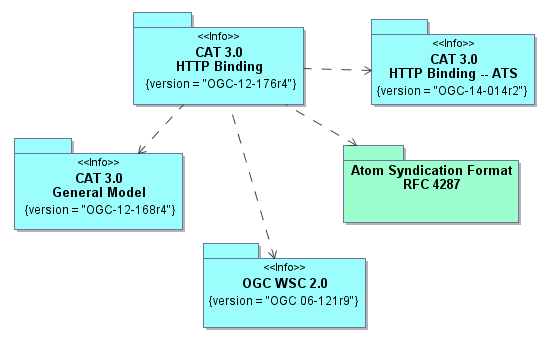 <<Info>>
CAT 3.0
HTTP Binding
{version = "OGC-12-176r4"}
<<Info>>
CAT 3.0
HTTP Binding -- ATS
{version = "OGC-14-014r2"}
<<Info>>
CAT 3.0
General Model
{version = "OGC-12-168r4"}
Atom Syndication Format
RFC 4287
<<Info>>
OGC WSC 2.0
{version = "OGC 06-121r9"}